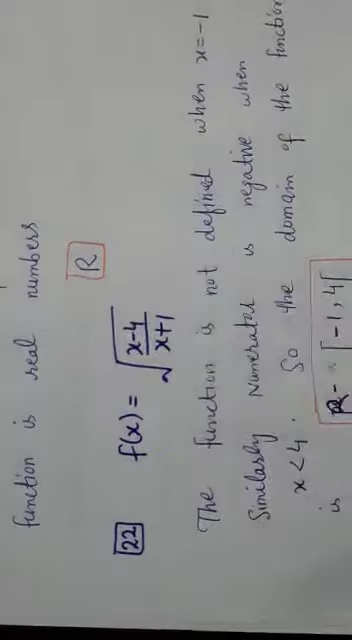 function is real numbers
R
22 f(x) = √((x-4)/(x+1))
The function is not defined when x=-1
Similarly Numerator is negative when
x<4. So the domain of the function
is R - [-1, 4[